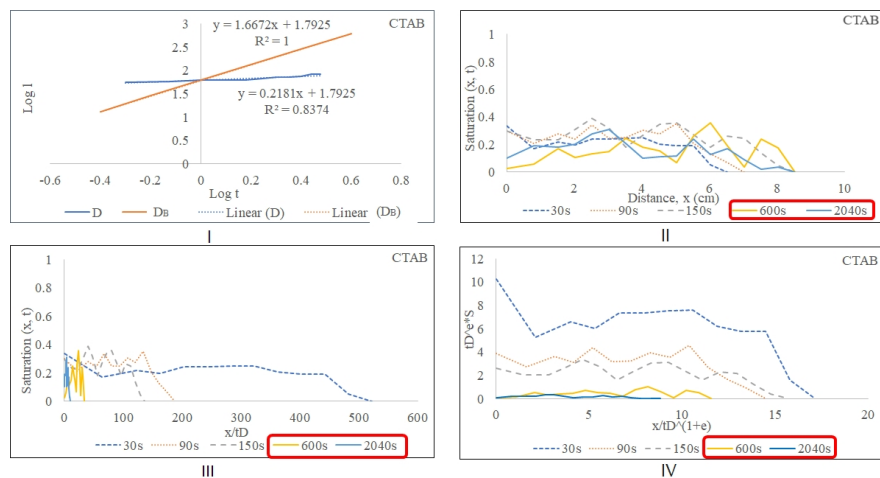 CTAB
y = 1.6672x + 1.7925
R² = 1
y = 0.2181x + 1.7925
R² = 0.8374
Log l
3
2.5
2
1.5
1
0.5
0
-0.6 -0.4 -0.2 0 0.2 0.4 0.6 0.8
Log t
D DB Linear (D) Linear (DB)
I
CTAB
Saturation (x, t)
1
0.8
0.6
0.4
0.2
0
0 2 4 6 8 10
Distance, x (cm)
30s 90s 150s 600s 2040s
II
CTAB
Saturation (x, t)
1
0.8
0.6
0.4
0.2
0
0 100 200 300 400 500 600
x/tD
30s 90s 150s 600s 2040s
III
CTAB
tD^e*S
12
10
8
6
4
2
0
0 5 10 15 20
x/tD^(1+e)
30s 90s 150s 600s 2040s
IV